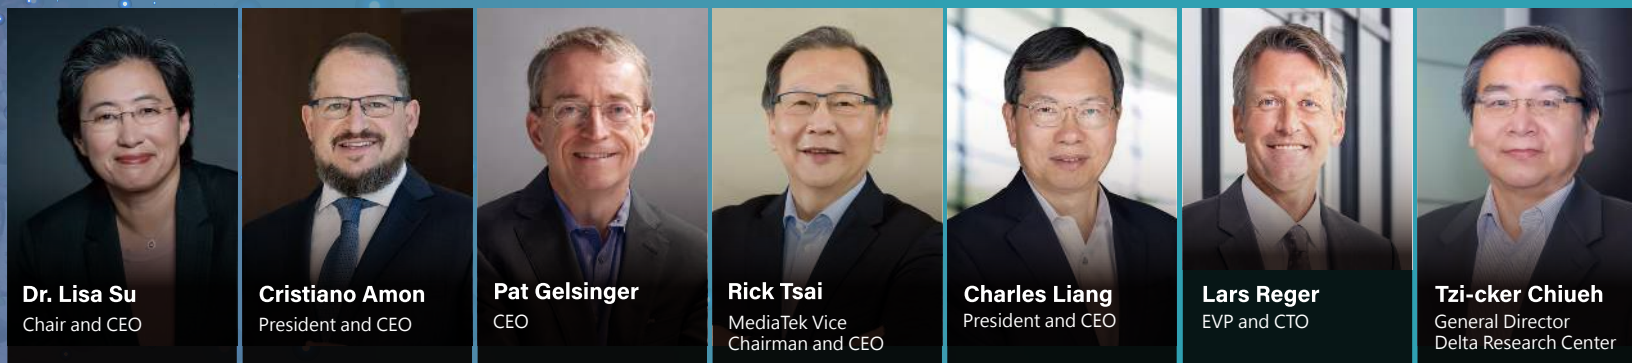 Dr. Lisa Su
Chair and CEO
Cristiano Amon
President and CEO
Pat Gelsinger
CEO
Rick Tsai
MediaTek Vice
Chairman and CEO
Charles Liang
President and CEO
Lars Reger
EVP and CTO
Tzi-cker Chiueh
General Director
Delta Research Center